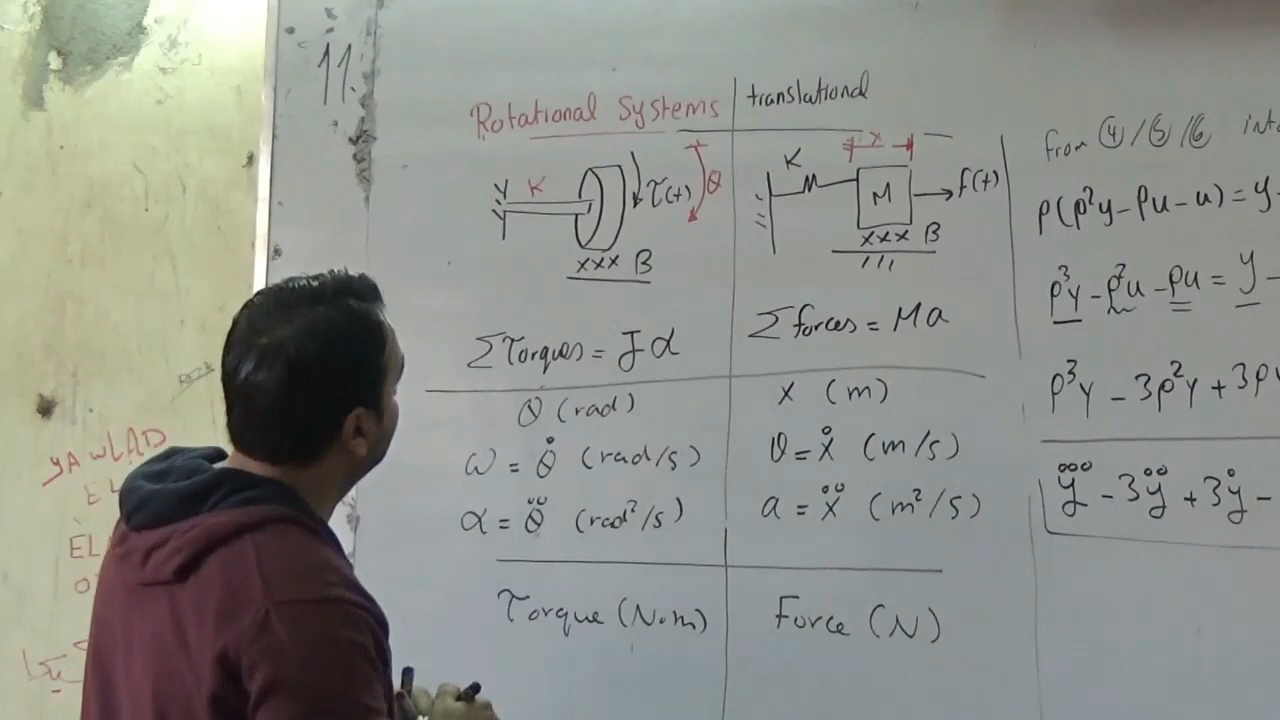 11.
Rotational Systems
translational
K
τ(t)
θ
xxx B
K
x
M
f(t)
xxx B
Σ Torques = J α
Σ forces = M a
θ (rad)
x (m)
ω = θ̇ (rad/s)
v = ẋ (m/s)
α = θ̈ (rad²/s)
a = ẍ (m²/s)
Torque (N.m)
Force (N)
from ④/⑤/⑥
ρ(ρ²y - ρu - u) = y -
ρ³y - ρ²u - ρu = y -
ρ³y - 3ρ²y + 3ρ
y⃛ - 3ÿ + 3ẏ -
YA WLAD